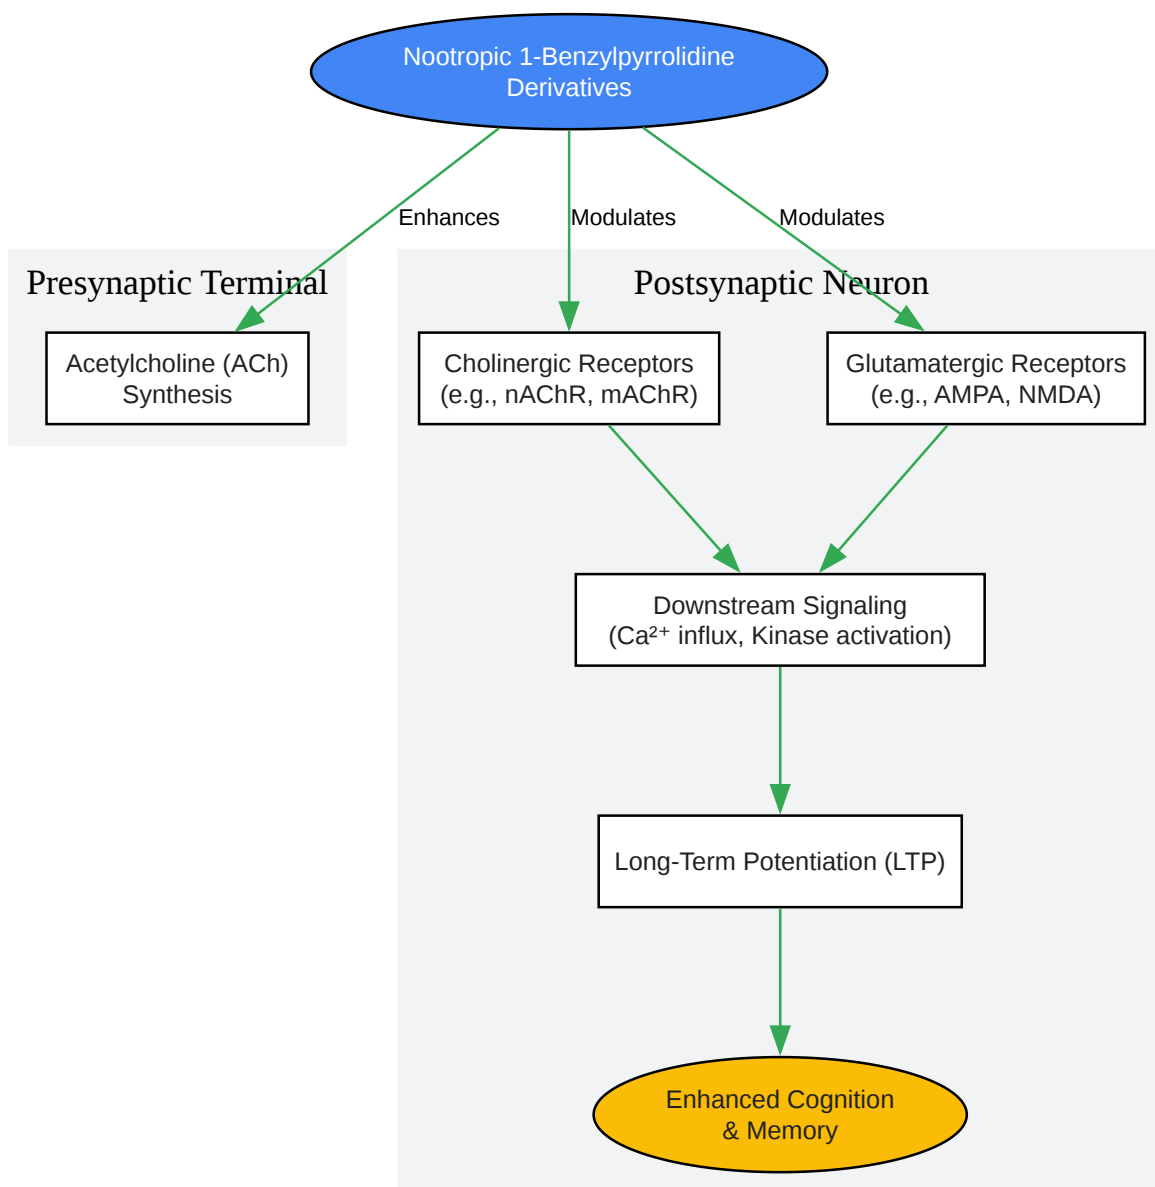 Nootropic 1-Benzylpyrrolidine
Derivatives
Enhances
Modulates
Modulates
Presynaptic Terminal
Postsynaptic Neuron
Acetylcholine (ACh)
Synthesis
Cholinergic Receptors
(e.g., nAChR, mAChR)
Glutamatergic Receptors
(e.g., AMPA, NMDA)
Downstream Signaling
(Ca²⁺ influx, Kinase activation)
Long-Term Potentiation (LTP)
Enhanced Cognition
& Memory